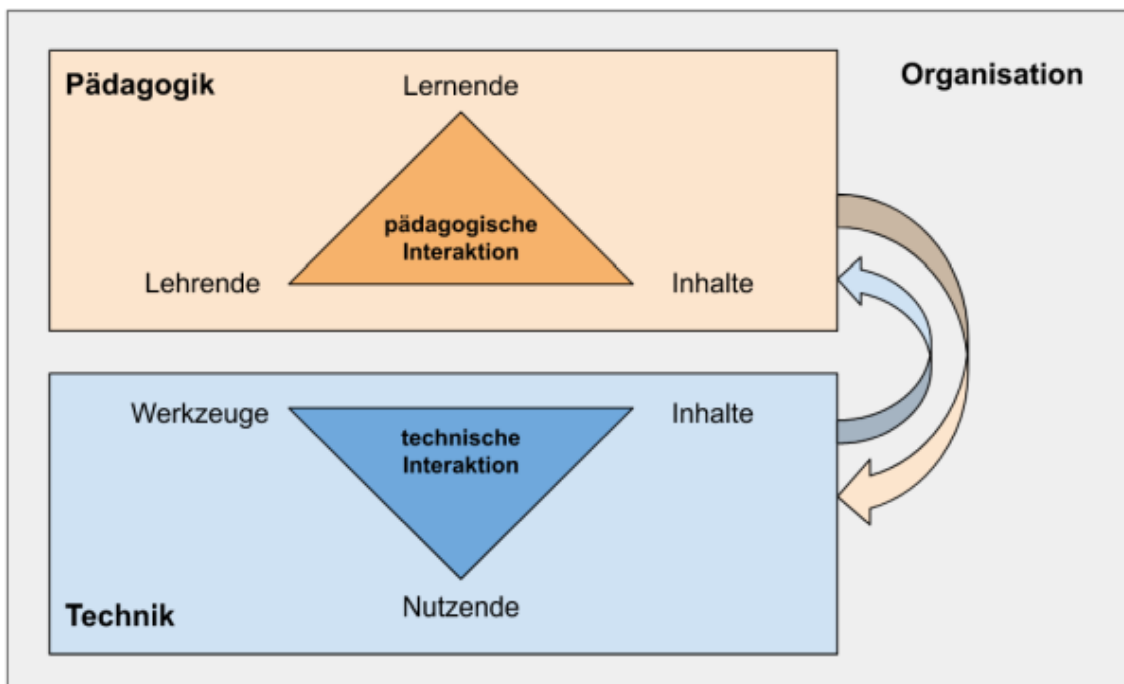 Pädagogik
Organisation
Lernende
pädagogische
Interaktion
Lehrende
Inhalte
Werkzeuge
Inhalte
technische
Interaktion
Nutzende
Technik